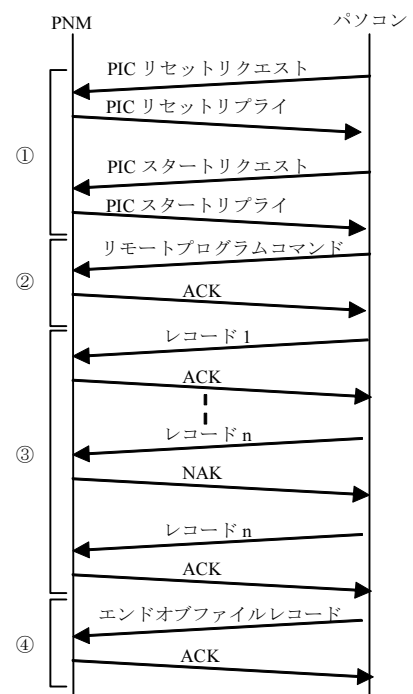 PNM パソコン
PIC リセットリクエスト
PIC リセットリプライ
①
PIC スタートリクエスト
PIC スタートリプライ
リモートプログラムコマンド
②
ACK
レコード 1
ACK
レコード n
③
NAK
レコード n
ACK
エンドオブファイルレコード
④
ACK